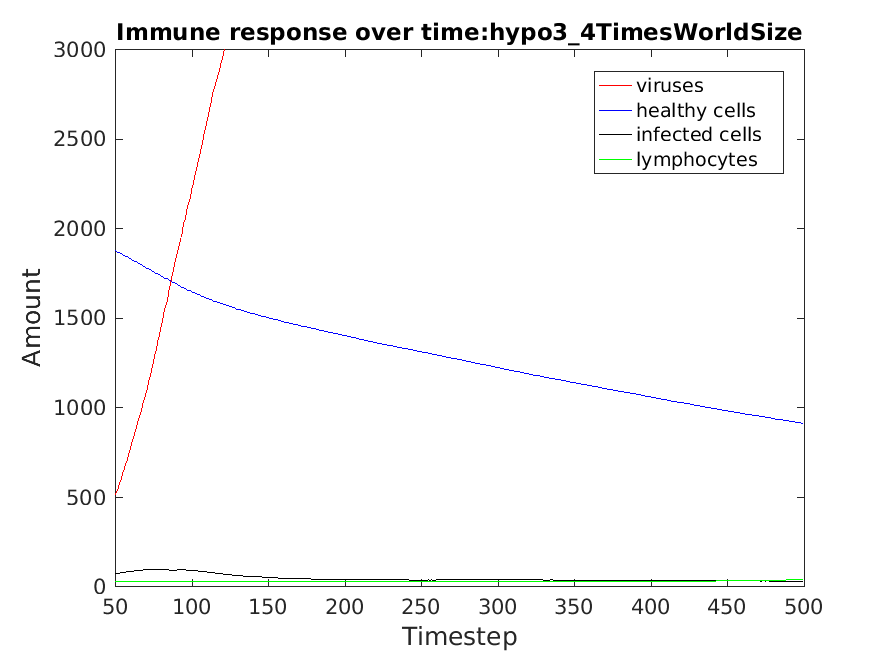 Immune response over time:hypo3_4TimesWorldSize
3000
2500
2000
1500
1000
500
0
Amount
viruses
healthy cells
infected cells
lymphocytes
50 100 150 200 250 300 350 400 450 500
Timestep